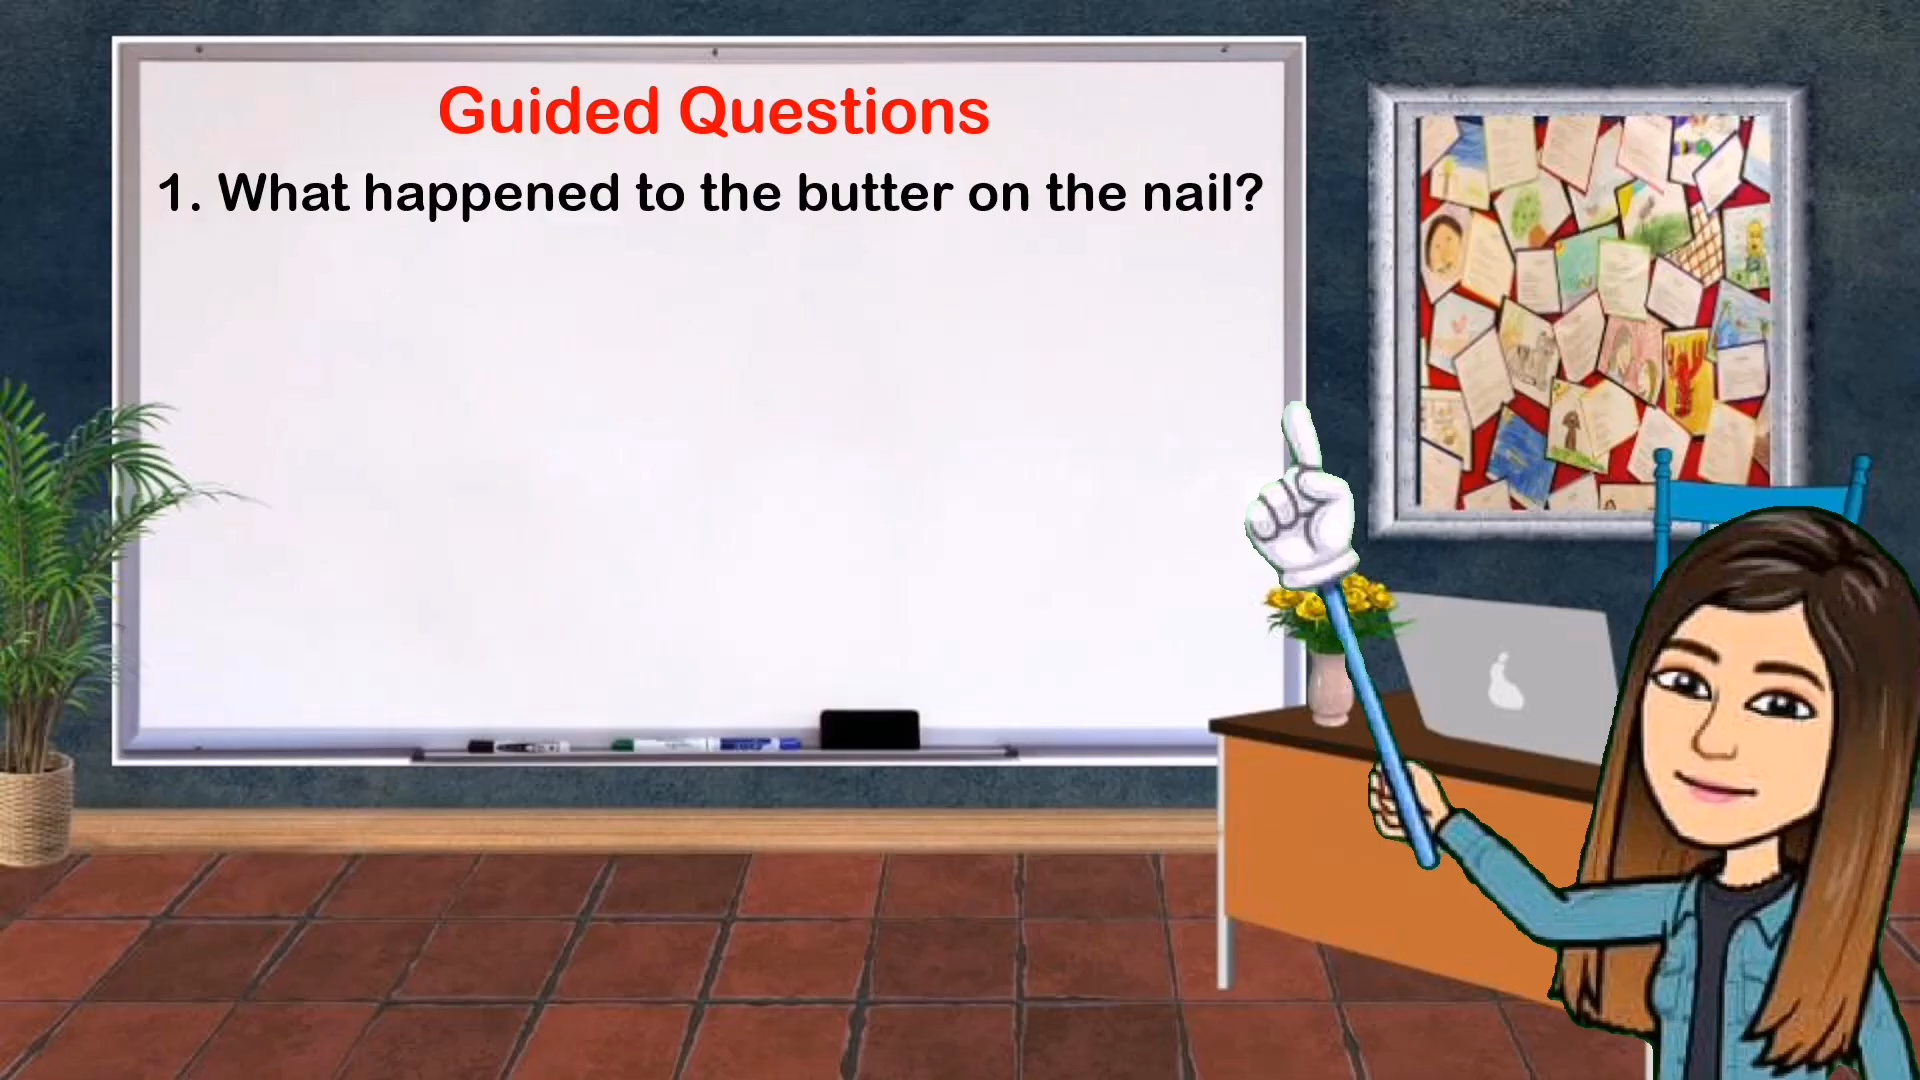 Guided Questions
1. What happened to the butter on the nail?